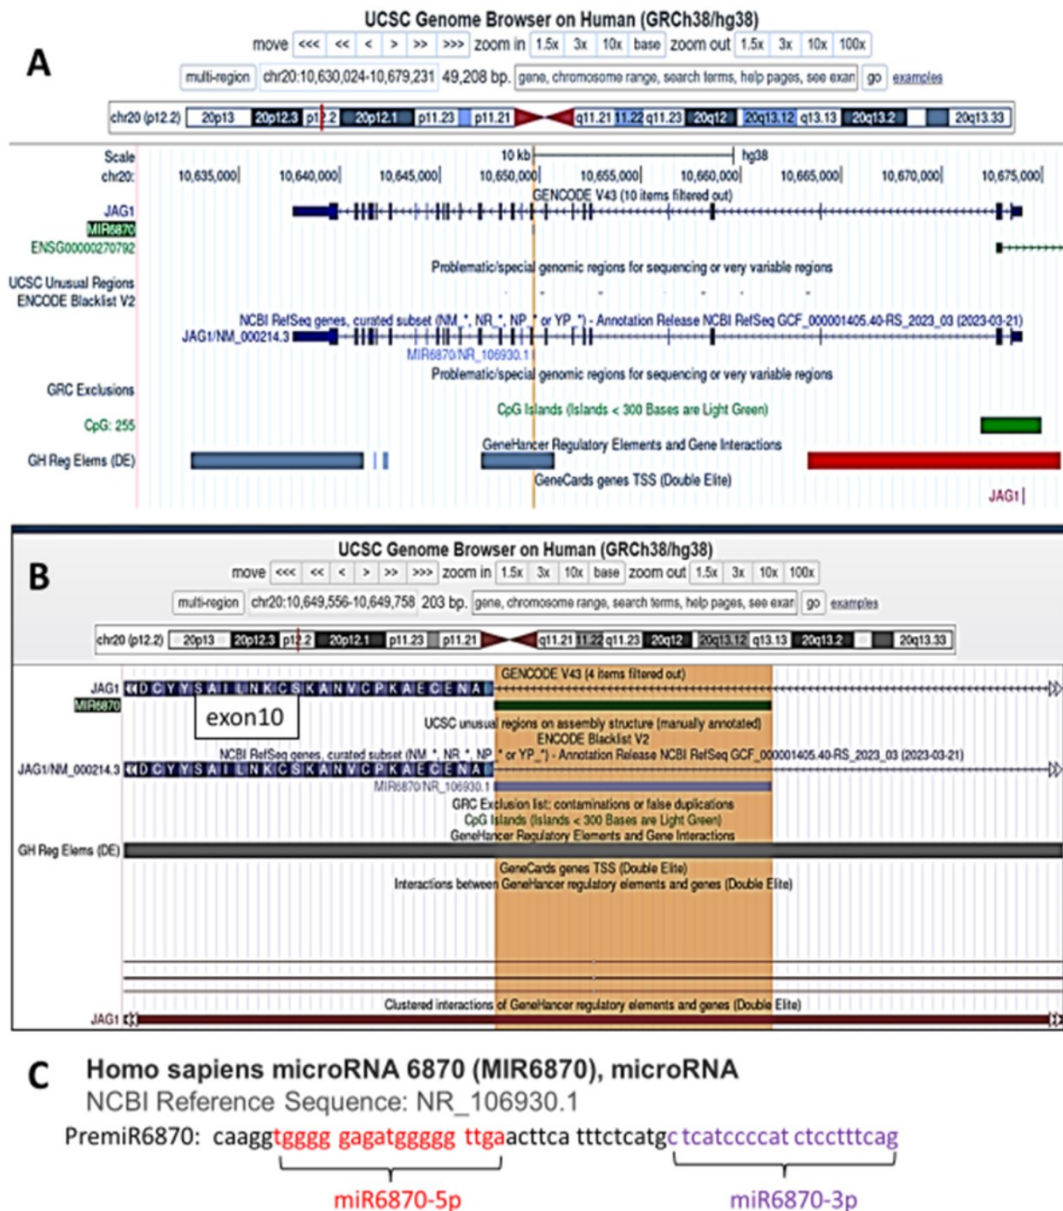 A
UCSC Genome Browser on Human (GRCh38/hg38)
move <<< << < > >> >>> zoom in 1.5x 3x 10x base zoom out 1.5x 3x 10x 100x
multi-region chr20:10,630,024-10,679,231 49,208 bp. gene, chromosome range, search terms, help pages, see exan go examples
chr20 (p12.2) 20p13 20p12.3 p12.2 20p12.1 p11.23 p11.21 q11.21 11.22 q11.23 20q12 20q13.12 q13.13 20q13.2 20q13.33
Scale 10 kb hg38
chr20: 10,635,000 10,640,000 10,645,000 10,650,000 10,655,000 10,660,000 10,665,000 10,670,000 10,675,000
GENCODE V43 (10 items filtered out)
JAG1
MIR6870
ENSG00000270792
Problematic/special genomic regions for sequencing or very variable regions
UCSC Unusual Regions
ENCODE Blacklist V2
NCBI RefSeq genes, curated subset (NM_*, NR_*, NP_* or YP_*) - Annotation Release NCBI RefSeq GCF_000001405.40-RS_2023_03 (2023-03-21)
JAG1/NM_000214.3
MIR6870/NR_106930.1
Problematic/special genomic regions for sequencing or very variable regions
GRC Exclusions
CpG Islands (Islands < 300 Bases are Light Green)
CpG: 255
GeneHancer Regulatory Elements and Gene Interactions
GH Reg Elems (DE)
GeneCards genes TSS (Double Elite)
JAG1
B
UCSC Genome Browser on Human (GRCh38/hg38)
move <<< << < > >> >>> zoom in 1.5x 3x 10x base zoom out 1.5x 3x 10x 100x
multi-region chr20:10,649,556-10,649,758 203 bp. gene, chromosome range, search terms, help pages, see exan go examples
chr20 (p12.2) 20p13 20p12.3 p12.2 20p12.1 p11.23 p11.21 q11.21 11.22 q11.23 20q12 20q13.12 q13.13 20q13.2 20q13.33
GENCODE V43 (4 items filtered out)
JAG1 D C Y Y S A I L N K C S K A N V C P K A E C E N A
MIR6870
exon10
UCSC unusual regions on assembly structure (manually annotated)
ENCODE Blacklist V2
NCBI RefSeq genes, curated subset (NM_*, NR_*, NP_* or YP_*) - Annotation Release NCBI RefSeq GCF_000001405.40-RS_2023_03 (2023-03-21)
JAG1/NM_000214.3 D C Y Y S A I L N K C S K A N V C P K A E C E N A
MIR6870/NR_106930.1
GRC Exclusion list: contaminations or false duplications
CpG Islands (Islands < 300 Bases are Light Green)
GeneHancer Regulatory Elements and Gene Interactions
GH Reg Elems (DE)
GeneCards genes TSS (Double Elite)
Interactions between GeneHancer regulatory elements and genes (Double Elite)
Clustered interactions of GeneHancer regulatory elements and genes (Double Elite)
JAG1
C
Homo sapiens microRNA 6870 (MIR6870), microRNA
NCBI Reference Sequence: NR_106930.1
PremiR6870: caaggtgggg gagatggggg ttgaacttca tttctcatgc tcatccccat ctcctttcag
miR6870-5p miR6870-3p